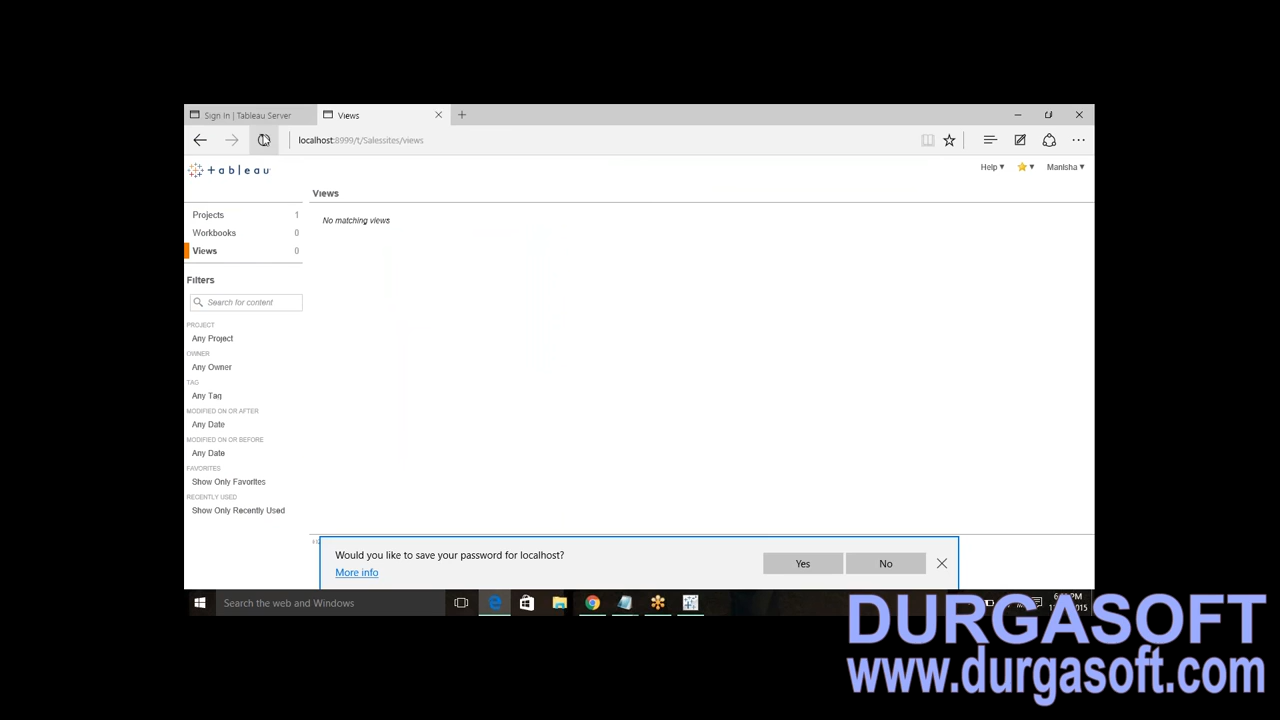 Sign In | Tableau Server
Views
localhost:8999/t/Salessites/views
+ableau
Help
Manisha
Projects 1
Workbooks 0
Views 0
Views
No matching views
Filters
Search for content
PROJECT
Any Project
OWNER
Any Owner
TAG
Any Tag
MODIFIED ON OR AFTER
Any Date
MODIFIED ON OR BEFORE
Any Date
FAVORITES
Show Only Favorites
RECENTLY USED
Show Only Recently Used
Would you like to save your password for localhost?
More info
Yes
No
Search the web and Windows
DURGASOFT
www.durgasoft.com